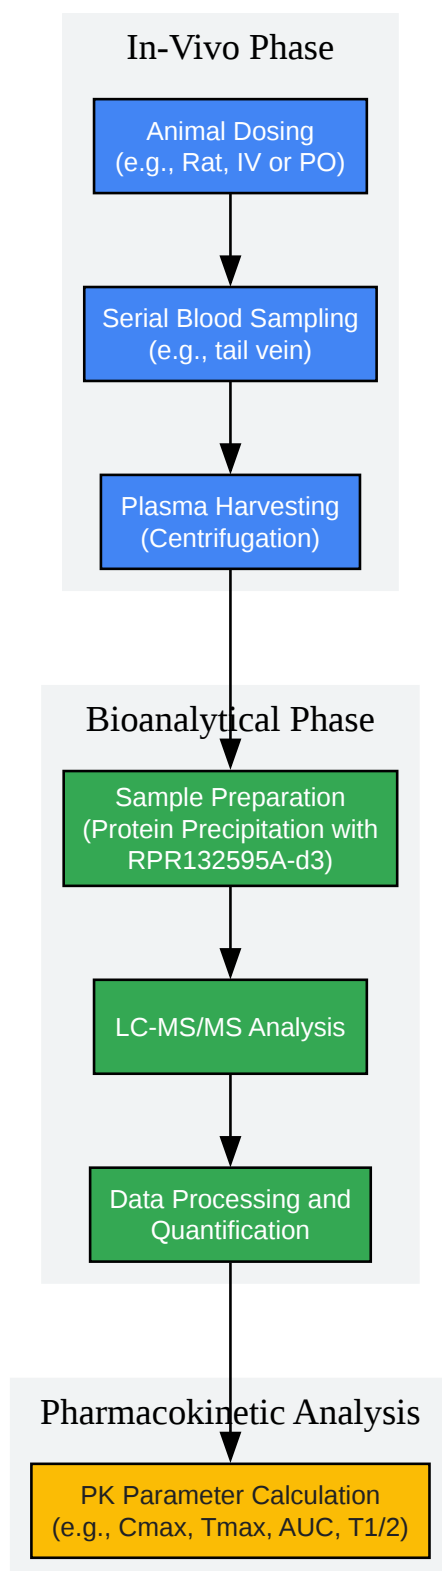 In-Vivo Phase
Animal Dosing
(e.g., Rat, IV or PO)
Serial Blood Sampling
(e.g., tail vein)
Plasma Harvesting
(Centrifugation)
Bioanalytical Phase
Sample Preparation
(Protein Precipitation with
RPR132595A-d3)
LC-MS/MS Analysis
Data Processing and
Quantification
Pharmacokinetic Analysis
PK Parameter Calculation
(e.g., Cmax, Tmax, AUC, T1/2)